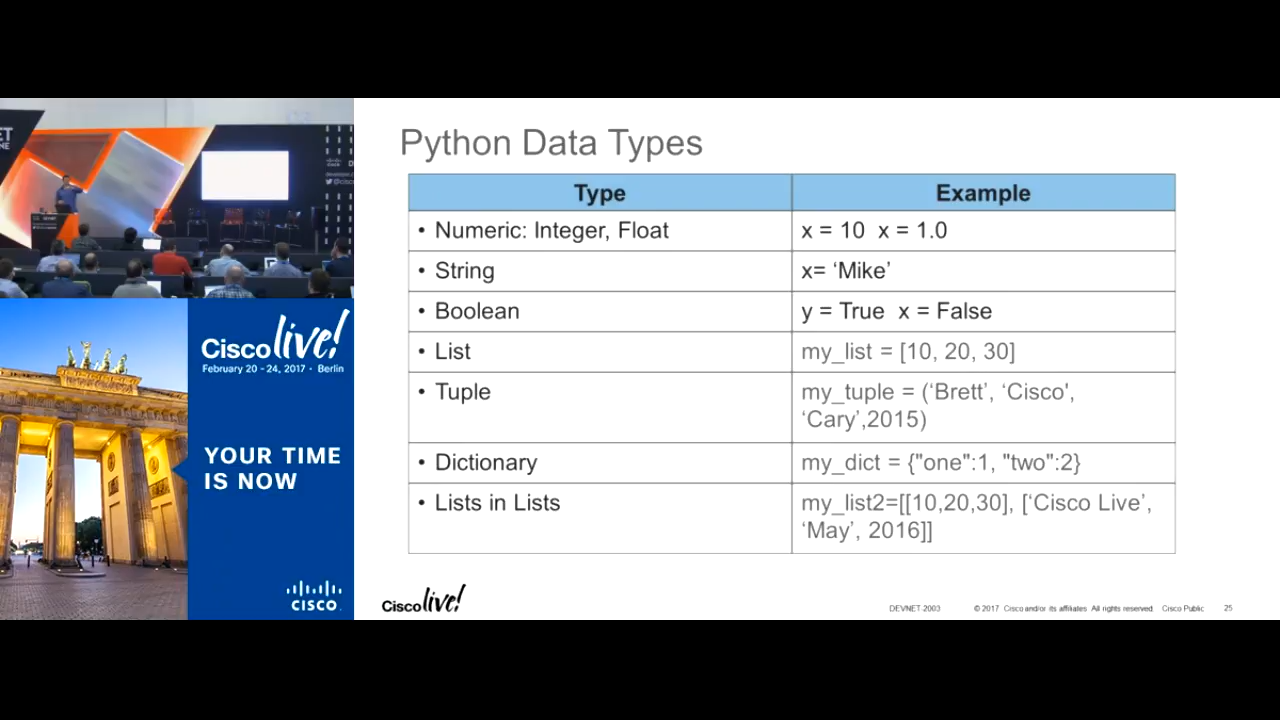 Python Data Types
Type Example
• Numeric: Integer, Float x = 10 x = 1.0
• String x= ‘Mike’
• Boolean y = True x = False
• List my_list = [10, 20, 30]
• Tuple my_tuple = (‘Brett’, ‘Cisco',
‘Cary’,2015)
• Dictionary my_dict = {"one":1, "two":2}
• Lists in Lists my_list2=[[10,20,30], [‘Cisco Live’,
‘May’, 2016]]
Cisco live!
DEVNET-2003 © 2017 Cisco and/or its affiliates. All rights reserved. Cisco Public 25
Cisco live!
February 20 - 24, 2017 • Berlin
YOUR TIME
IS NOW
CISCO